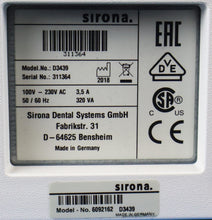 sirona.
311364
Model No.: D3439
Serial No.: 311364
2018
100V – 230V AC 3,5 A
50 / 60 Hz 320 VA
EAC
VDE
Sirona Dental Systems GmbH
Fabrikstr. 31
D–64625 Bensheim
MADE IN GERMANY
sirona.
Model - No. 6092162 D3439
MADE IN GERMANY